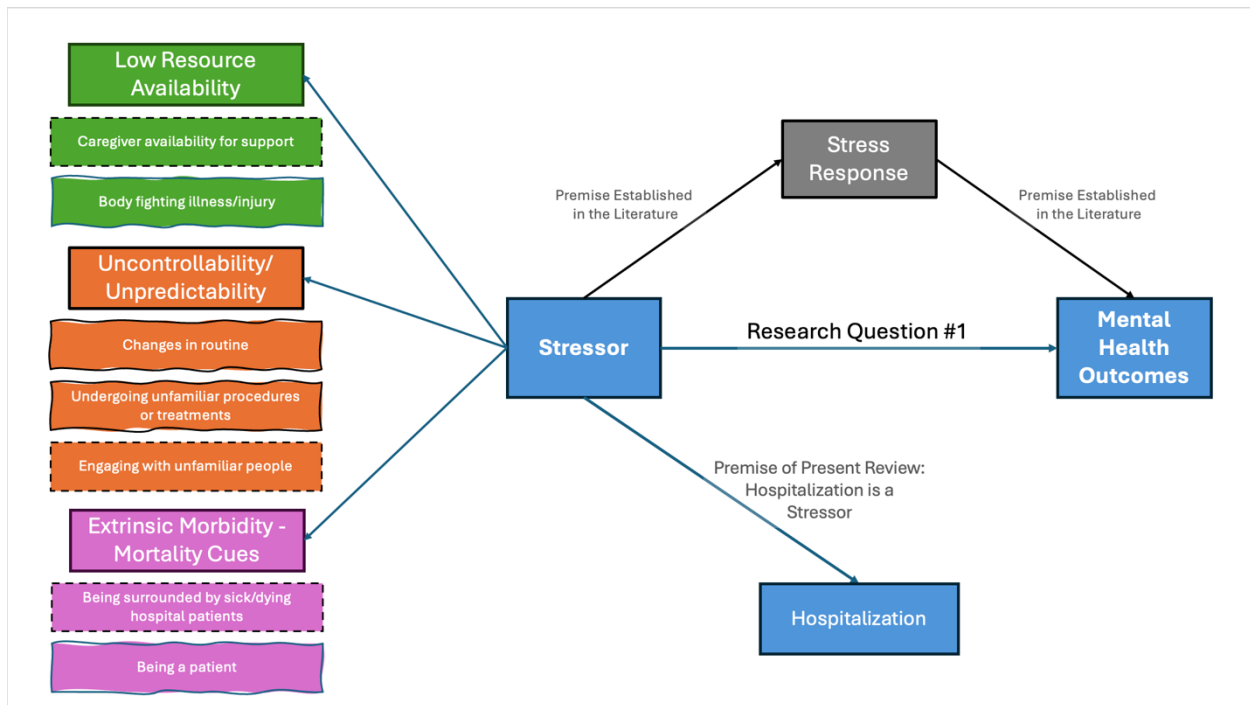 Low Resource
Availability
Caregiver availability for support
Body fighting illness/injury
Uncontrollability/
Unpredictability
Changes in routine
Undergoing unfamiliar procedures
or treatments
Engaging with unfamiliar people
Extrinsic Morbidity -
Mortality Cues
Being surrounded by sick/dying
hospital patients
Being a patient
Stress
Response
Premise Established
in the Literature
Premise Established
in the Literature
Stressor
Research Question #1
Mental
Health
Outcomes
Premise of Present Review:
Hospitalization is a
Stressor
Hospitalization